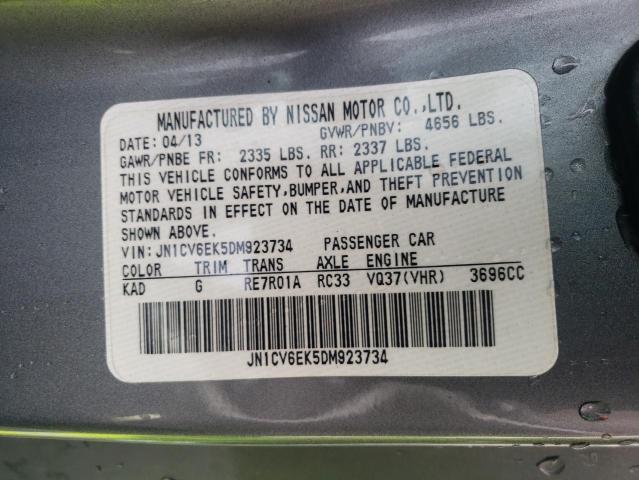 MANUFACTURED BY NISSAN MOTOR CO.,LTD.
DATE: 04/13 GVWR/PNBV: 4656 LBS.
GAWR/PNBE FR: 2335 LBS. RR: 2337 LBS.
THIS VEHICLE CONFORMS TO ALL APPLICABLE FEDERAL
MOTOR VEHICLE SAFETY,BUMPER,AND THEFT PREVENTION
STANDARDS IN EFFECT ON THE DATE OF MANUFACTURE
SHOWN ABOVE.
VIN: JN1CV6EK5DM923734 PASSENGER CAR
COLOR TRIM TRANS AXLE ENGINE
KAD G RE7R01A RC33 VQ37(VHR) 3696CC
JN1CV6EK5DM923734